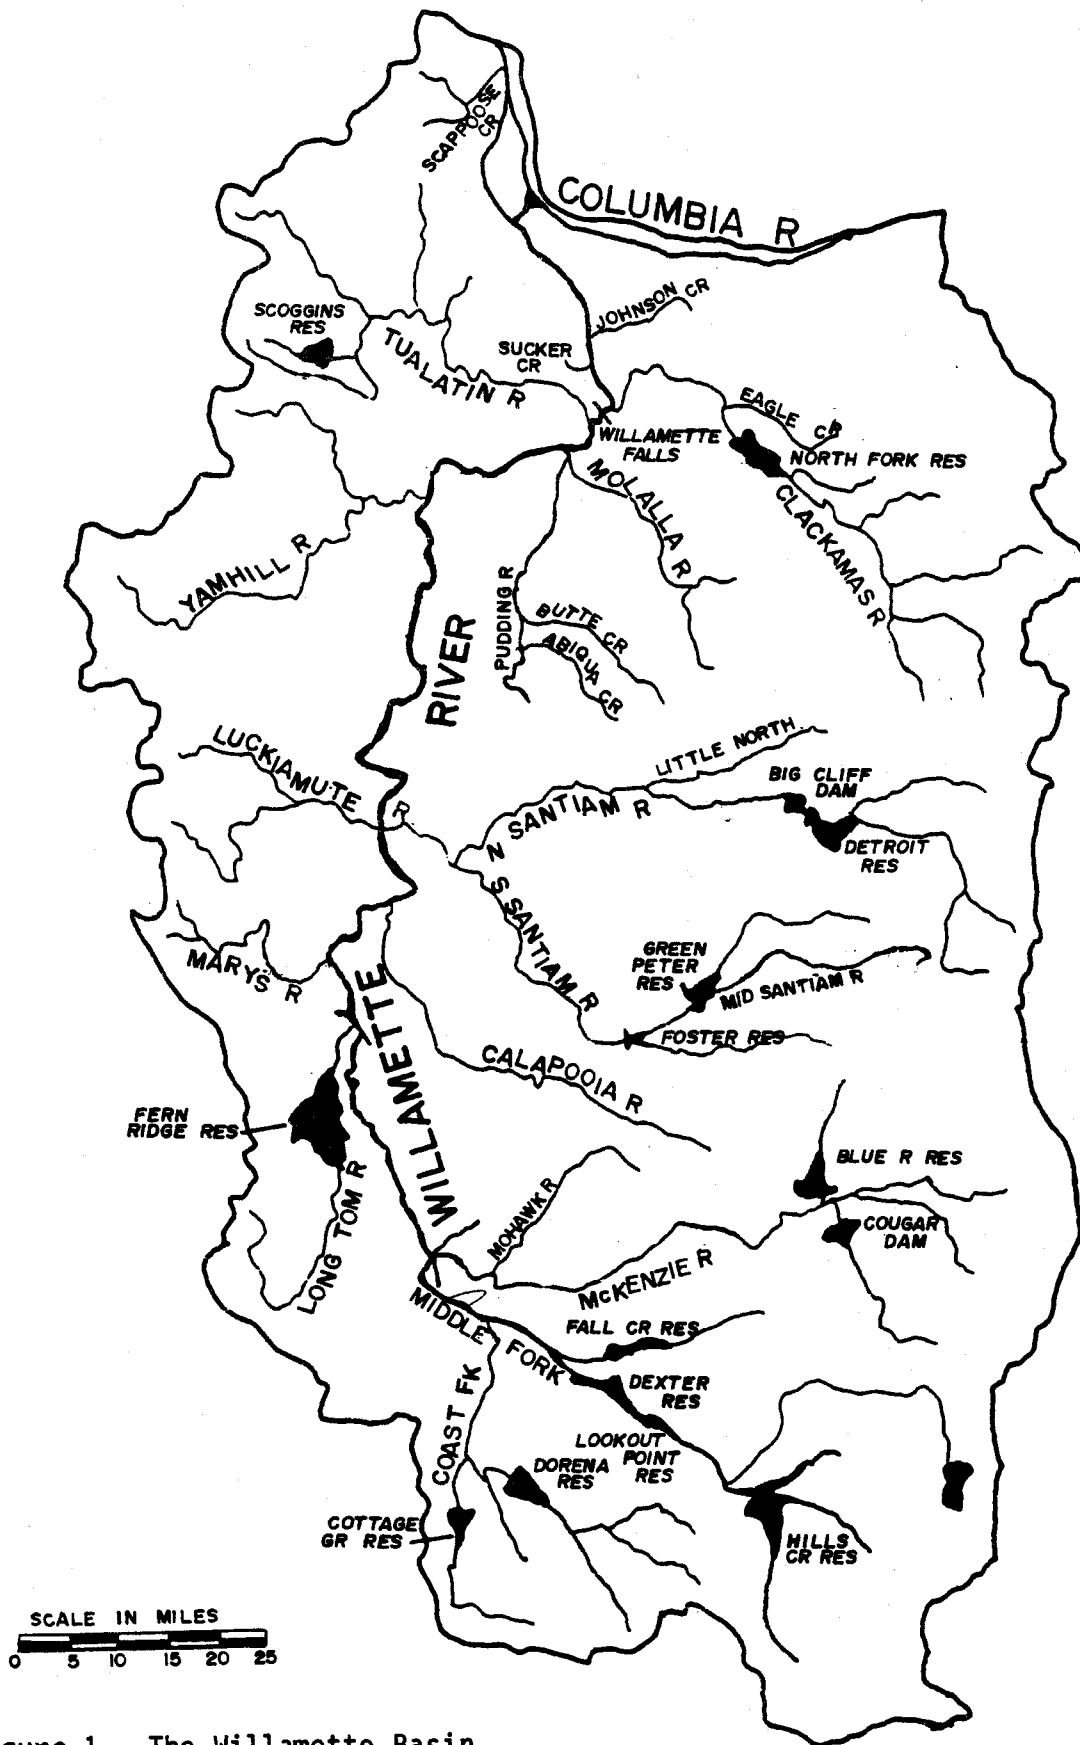 SCAPPOOSE
CR
COLUMBIA R
JOHNSON CR
SCOGGINS
RES
TUALATIN R
SUCKER
CR
EAGLE CR
WILLAMETTE
FALLS
NORTH FORK RES
MOLALLA R
CLACKAMAS R
YAMHILL R
PUDDING R
BUTTE CR
ABIQUA CR
RIVER
LUCKIAMUTE R
LITTLE NORTH
BIG CLIFF
DAM
N SANTIAM R
DETROIT
RES
S SANTIAM R
MARYS R
GREEN
PETER
RES
MID SANTIAM R
FOSTER RES
WILLAMETTE
CALAPOOIA R
FERN
RIDGE RES
LONG TOM R
BLUE R RES
MOHAWK R
COUGAR
DAM
McKENZIE R
MIDDLE FORK
FALL CR RES
DEXTER
RES
COAST FK
LOOKOUT
POINT
RES
DORENA
RES
COTTAGE
GR RES
HILLS
CR RES
SCALE IN MILES
0 5 10 15 20 25
gure 1. The Willamette Basin